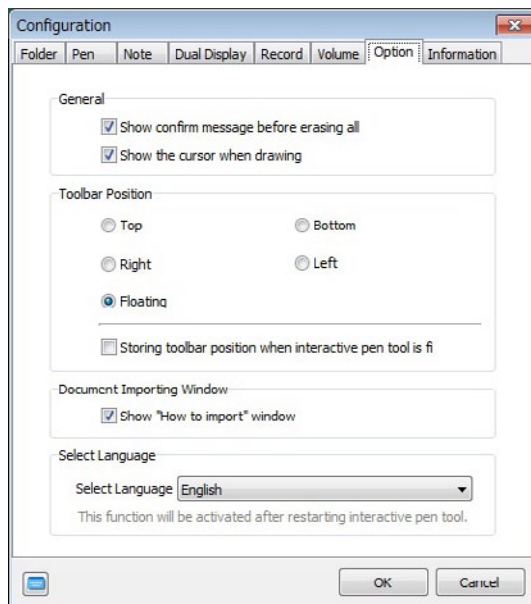 Configuration
Folder Pen Note Dual Display Record Volume Option Information
General
Show confirm message before erasing all
Show the cursor when drawing
Toolbar Position
Top Bottom
Right Left
Floating
Storing toolbar position when interactive pen tool is fi
Document Importing Window
Show "How to import" window
Select Language
Select Language English
This function will be activated after restarting interactive pen tool.
OK Cancel